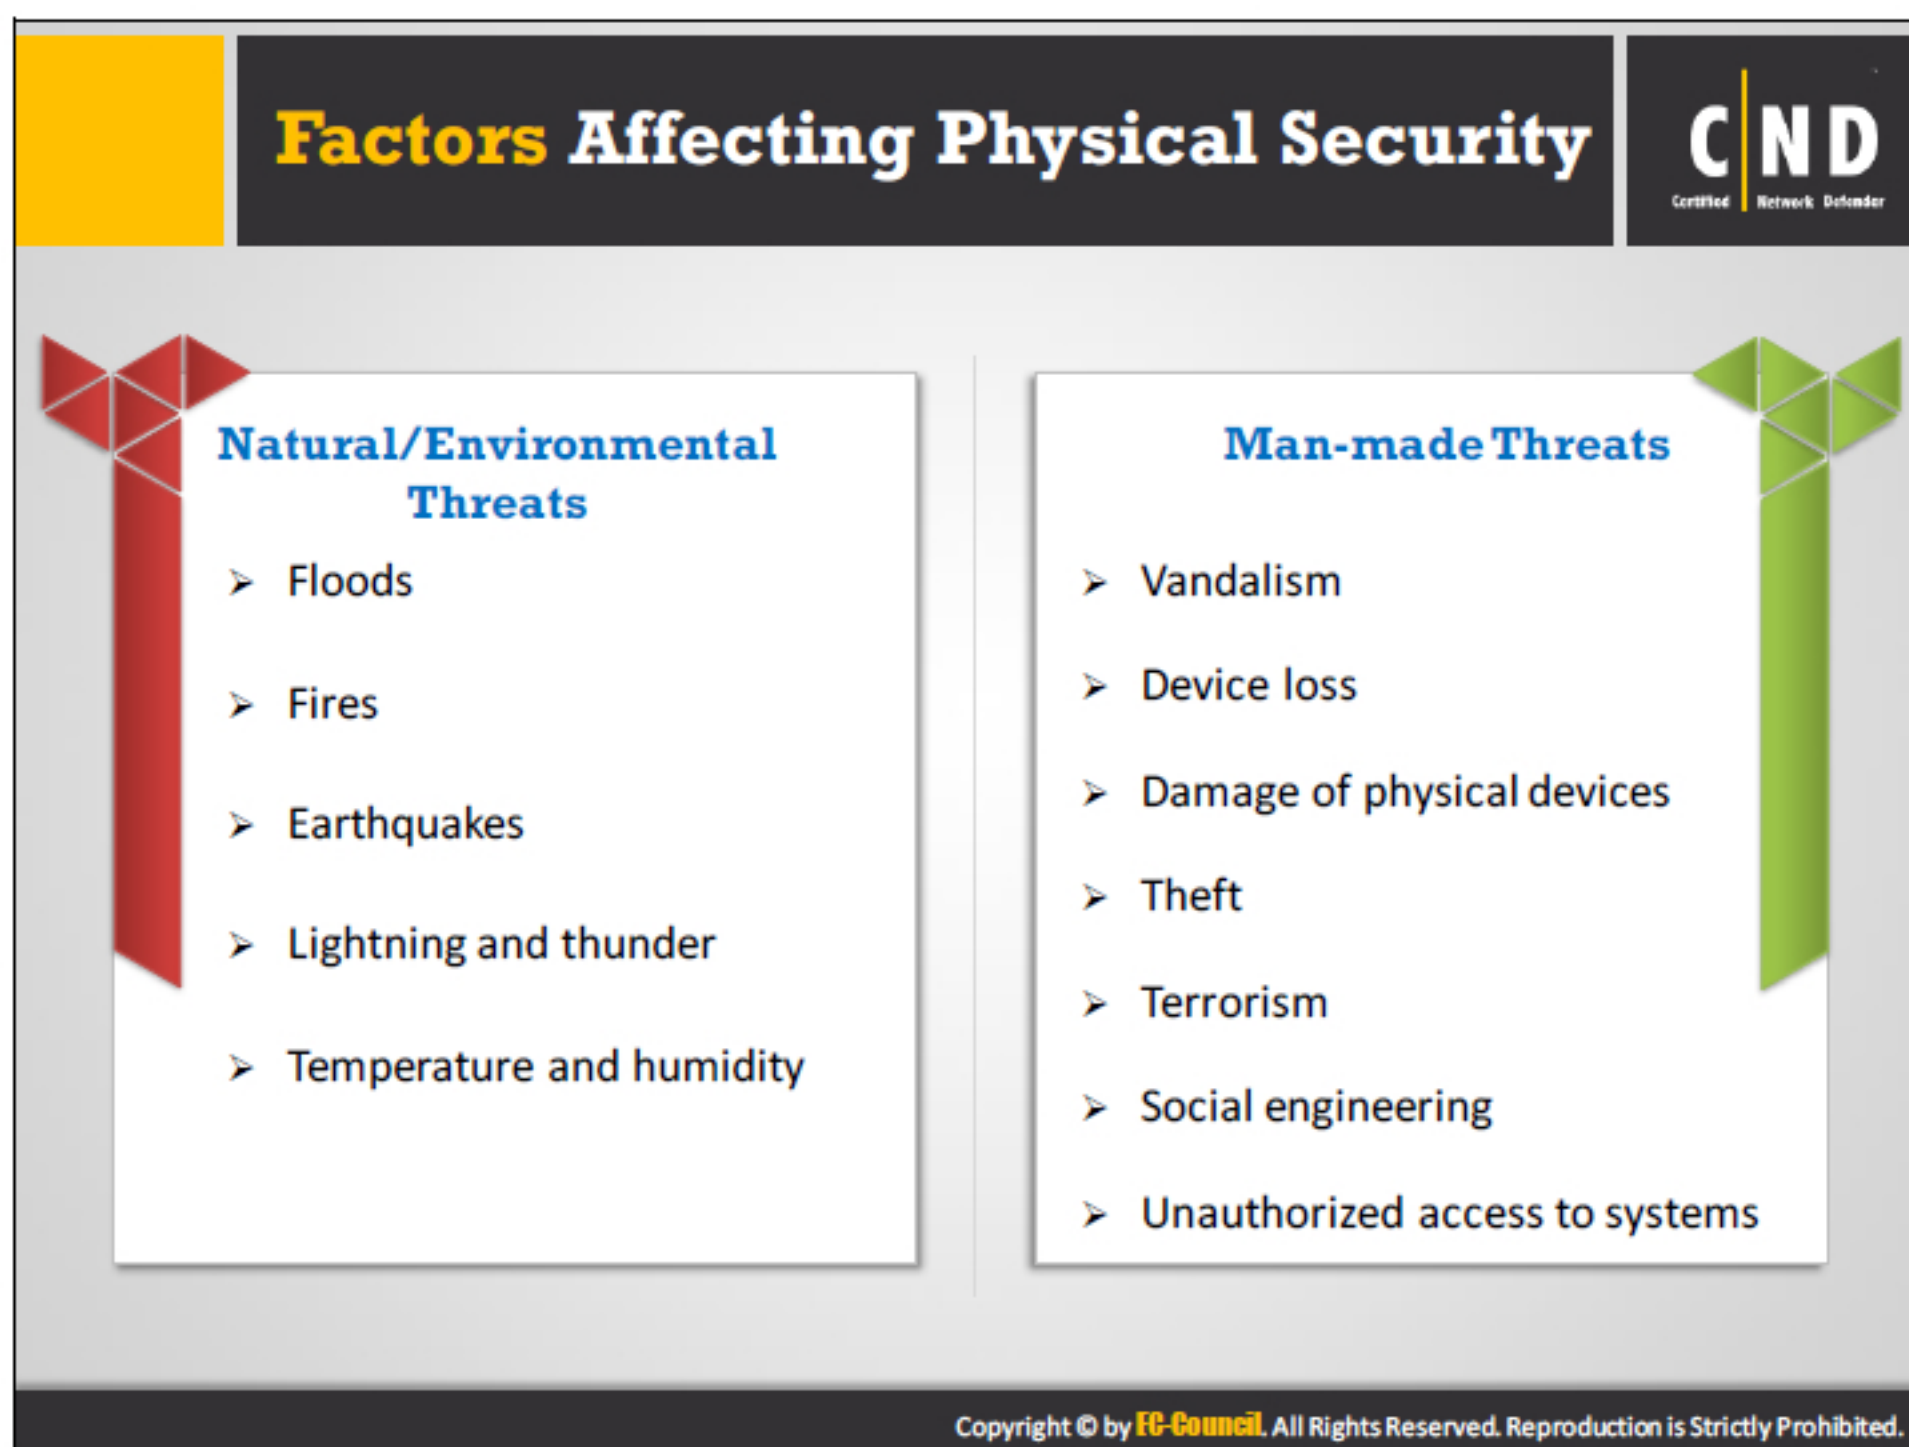 Factors Affecting Physical Security
C ND
Certified Network Defender
Natural/Environmental
Threats
➢ Floods
➢ Fires
➢ Earthquakes
➢ Lightning and thunder
➢ Temperature and humidity
Man-made Threats
➢ Vandalism
➢ Device loss
➢ Damage of physical devices
➢ Theft
➢ Terrorism
➢ Social engineering
➢ Unauthorized access to systems
Copyright © by EC-Council. All Rights Reserved. Reproduction is Strictly Prohibited.